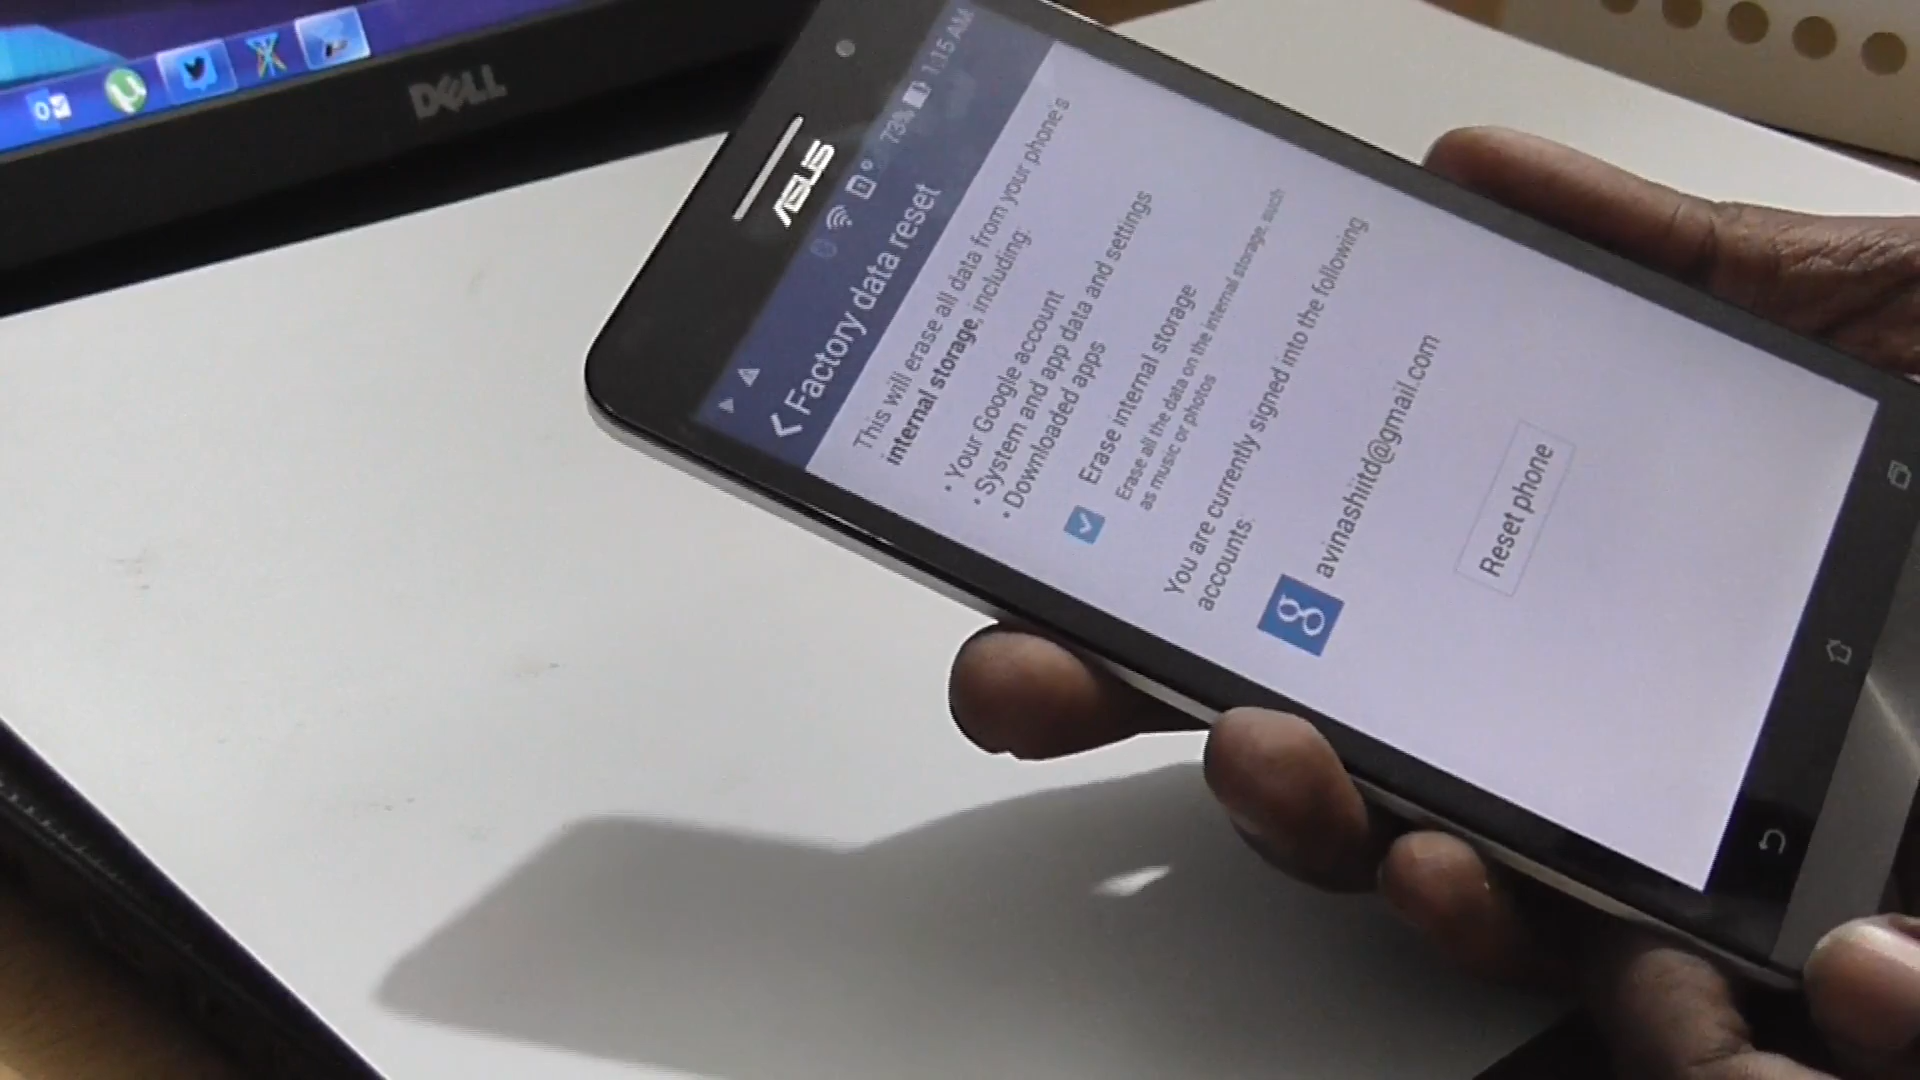 DELL
ASUS
73% 1:15 AM
Factory data reset
This will erase all data from your phone's
internal storage, including:
• Your Google account
• System and app data and settings
• Downloaded apps
Erase internal storage
Erase all the data on the internal storage, such
as music or photos
You are currently signed into the following
accounts:
g
avinashiitd@gmail.com
Reset phone